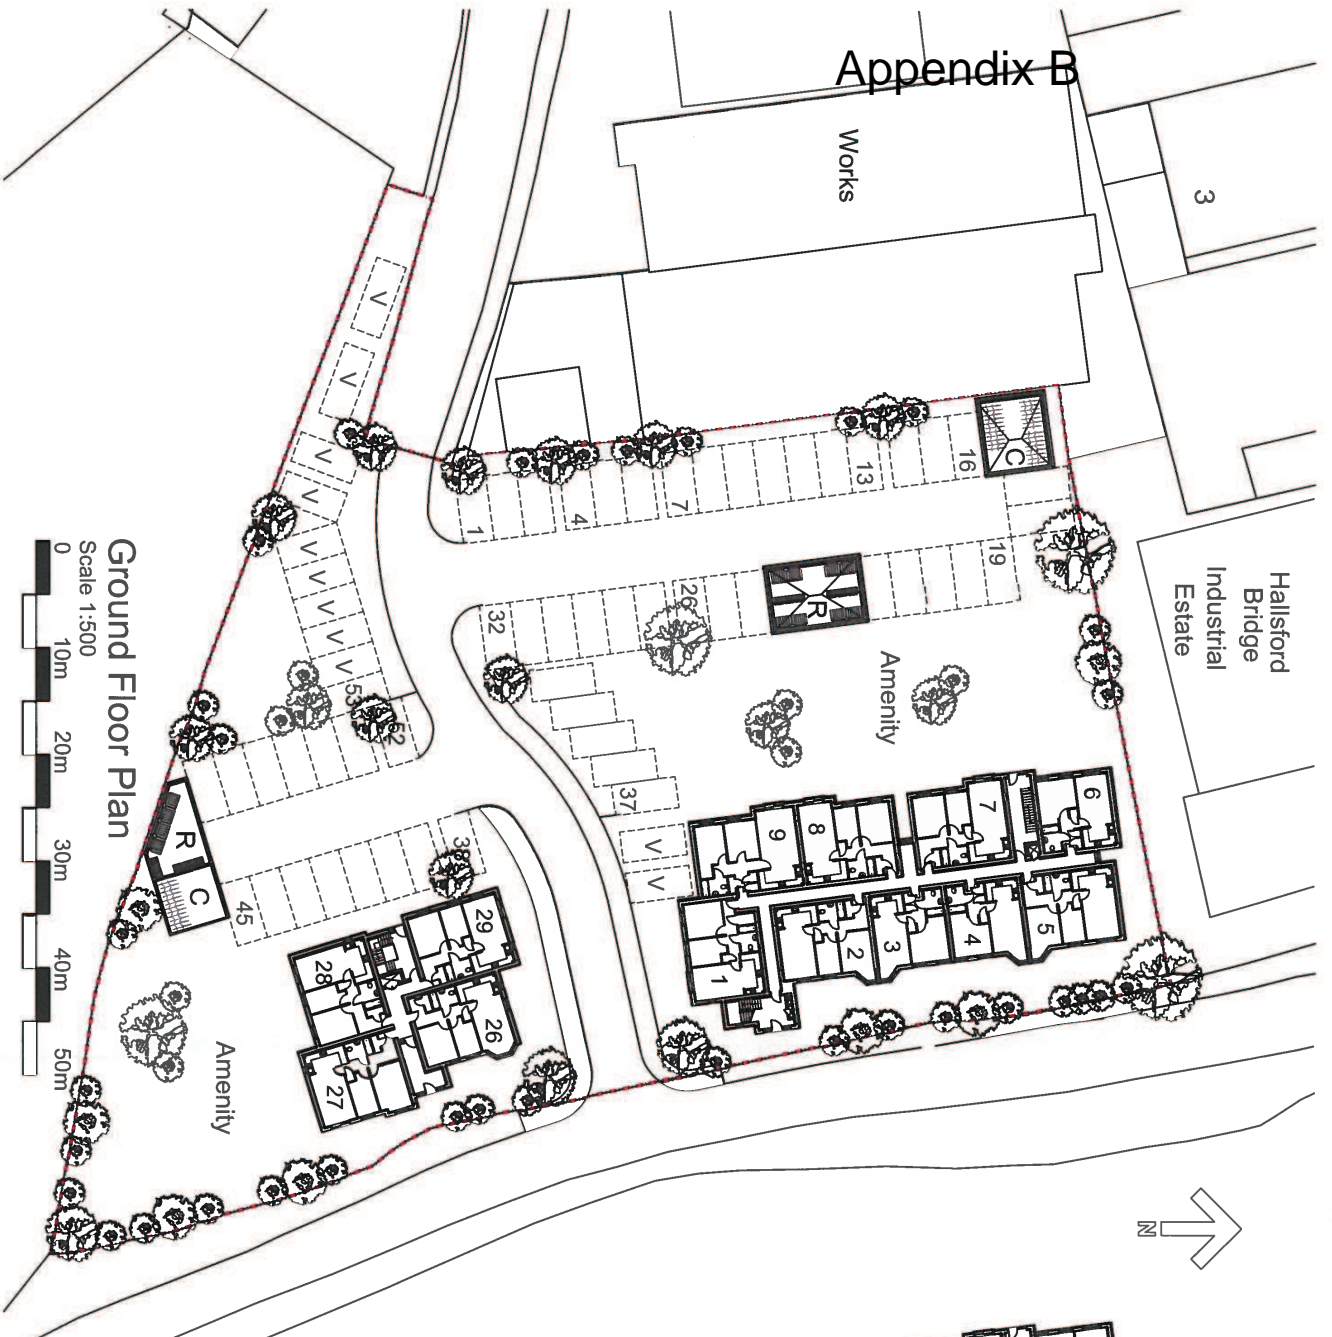 Appendix B
Works
3
C
16
13
7
4
1
19
R
26
32
Amenity
Hallsford
Bridge
Industrial
Estate
V
V
V
V
V
V
V
V
V
53
52
37
V
V
38
45
R
C
6
7
8
9
5
4
3
2
1
29
28
26
27
Amenity
N
Ground Floor Plan
Scale 1:500
0 10m 20m 30m 40m 50m